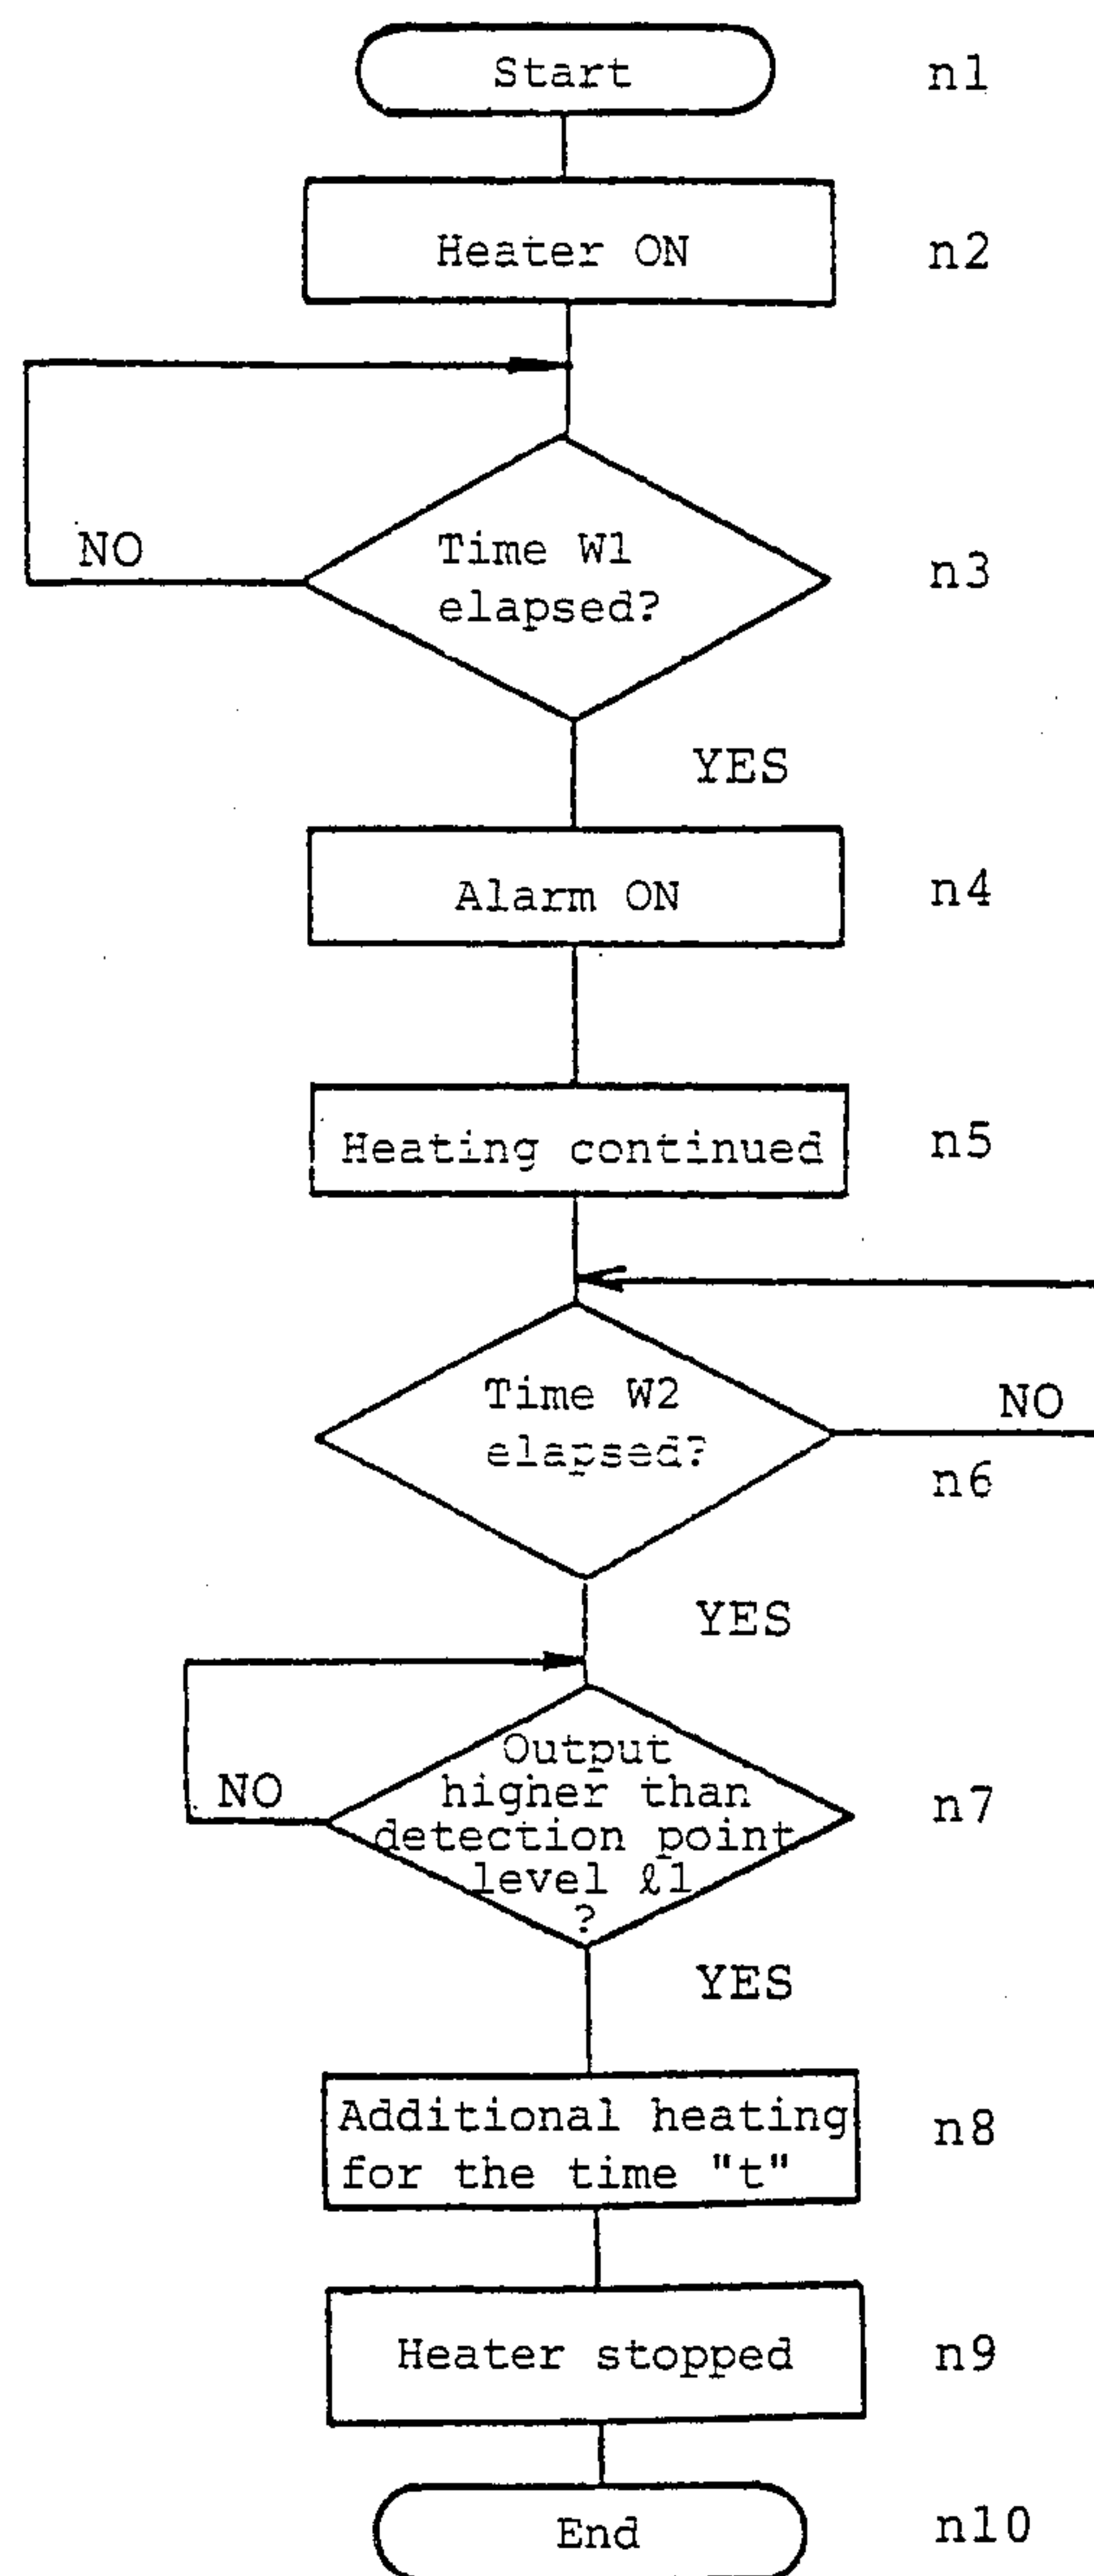 Start
n1
Heater ON
n2
NO
Time W1
elapsed?
n3
YES
Alarm ON
n4
Heating continued
n5
Time W2
elapsed?
NO
n6
YES
Output
higher than
detection point
level ℓ1
?
NO
n7
YES
Additional heating
for the time "t"
n8
Heater stopped
n9
End
n10